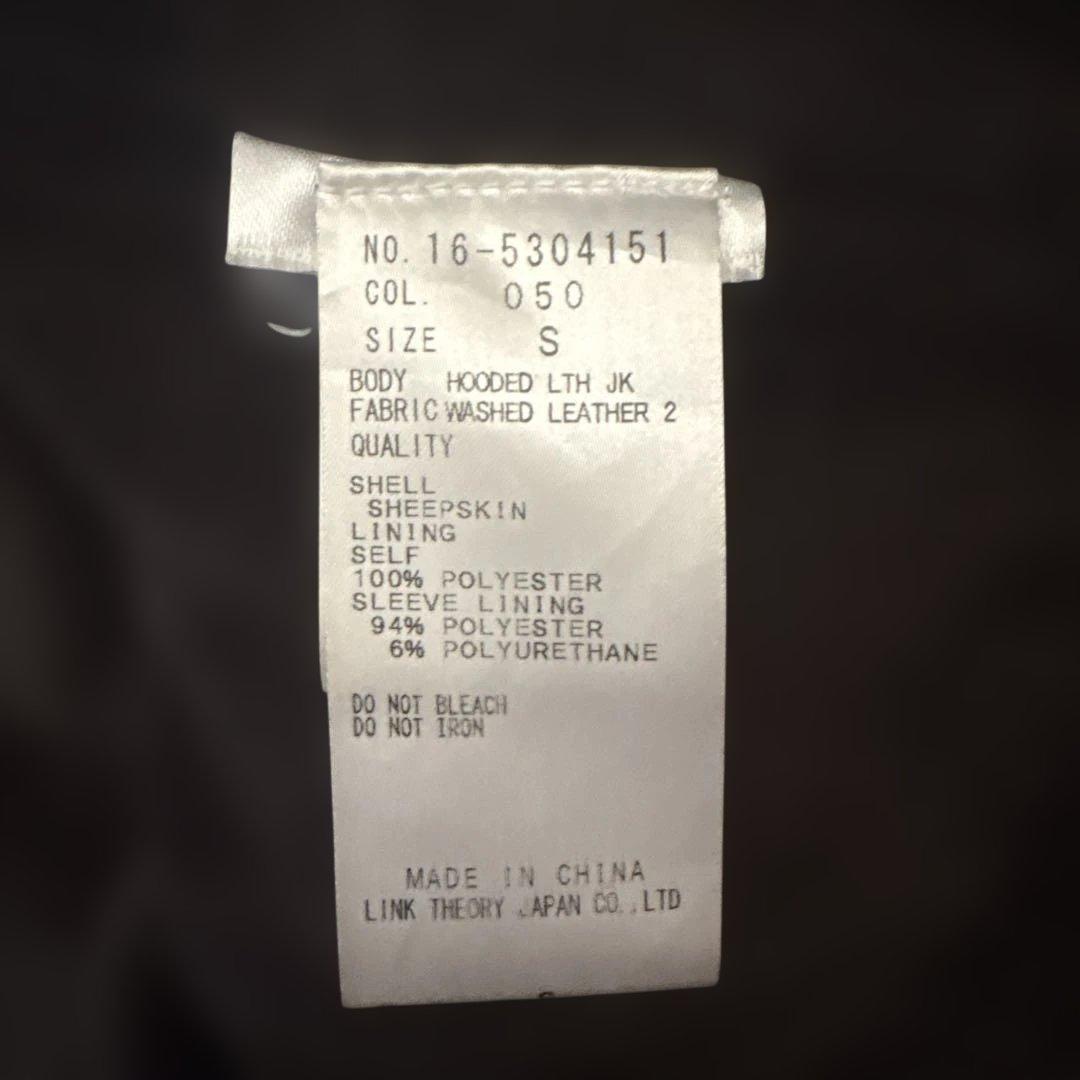 NO. 16-5304151
COL. 050
SIZE S
BODY HOODED LTH JK
FABRIC WASHED LEATHER 2
QUALITY
SHELL
SHEEPSKIN
LINING
SELF
100% POLYESTER
SLEEVE LINING
94% POLYESTER
6% POLYURETHANE
DO NOT BLEACH
DO NOT IRON
MADE IN CHINA
LINK THEORY JAPAN CO.,LTD